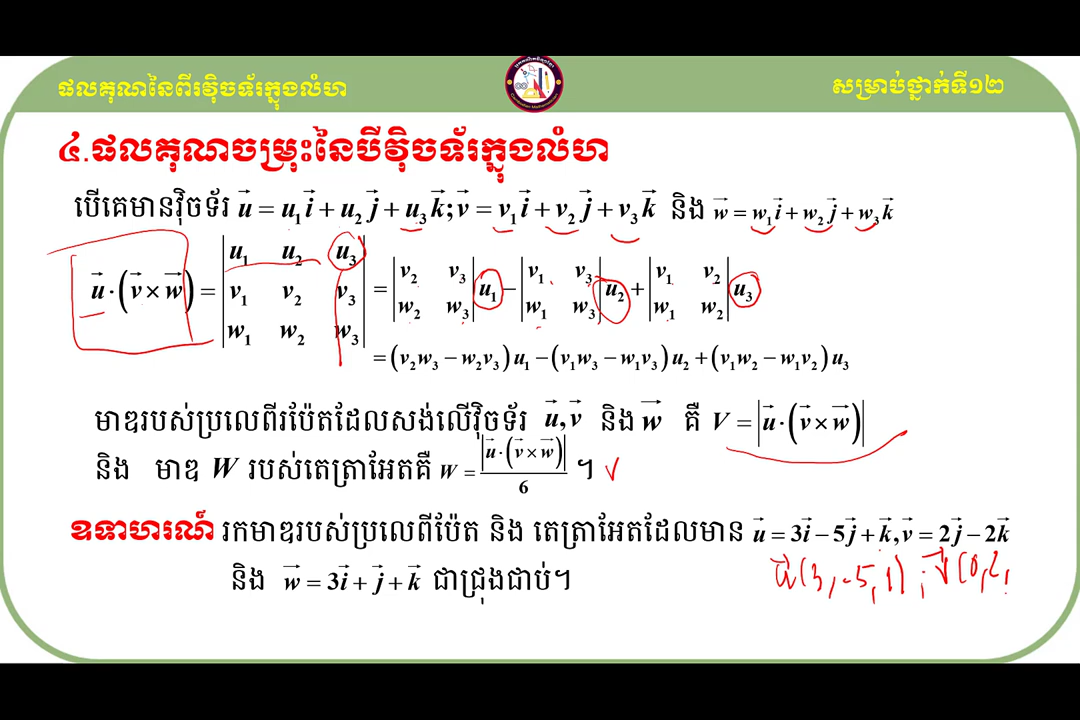 ផលគុណនៃពីរវ៉ិចទ័រក្នុងលំហ
សម្រាប់ថ្នាក់ទី១២
៤.ផលគុណចម្រុះនៃបីវ៉ិចទ័រក្នុងលំហ
បើគេមានវ៉ិចទ័រ u⃗ = u₁i⃗ + u₂j⃗ + u₃k⃗; v⃗ = v₁i⃗ + v₂j⃗ + v₃k⃗ និង w⃗ = w₁i⃗ + w₂j⃗ + w₃k⃗
u⃗ · (v⃗ × w⃗) = |u₁ u₂ u₃; v₁ v₂ v₃; w₁ w₂ w₃| = |v₂ v₃; w₂ w₃| u₁ − |v₁ v₃; w₁ w₃| u₂ + |v₁ v₂; w₁ w₂| u₃
= (v₂w₃ − w₂v₃) u₁ − (v₁w₃ − w₁v₃) u₂ + (v₁w₂ − w₁v₂) u₃
មាឌរបស់ប្រលេពីរប៉ែតដែលសង់លើវ៉ិចទ័រ u⃗, v⃗ និង w⃗ គឺ V = |u⃗ · (v⃗ × w⃗)|
និង មាឌ W របស់តេត្រាអែតគឺ W = |u⃗ · (v⃗ × w⃗)| / 6 ។ ✓
ឧទាហរណ៍ រកមាឌរបស់ប្រលេពីប៉ែត និង តេត្រាអែតដែលមាន u⃗ = 3i⃗ − 5j⃗ + k⃗, v⃗ = 2j⃗ − 2k⃗
និង w⃗ = 3i⃗ + j⃗ + k⃗ ជាជ្រុងជាប់។
u⃗(3, -5, 1) ; v⃗(0, 2,